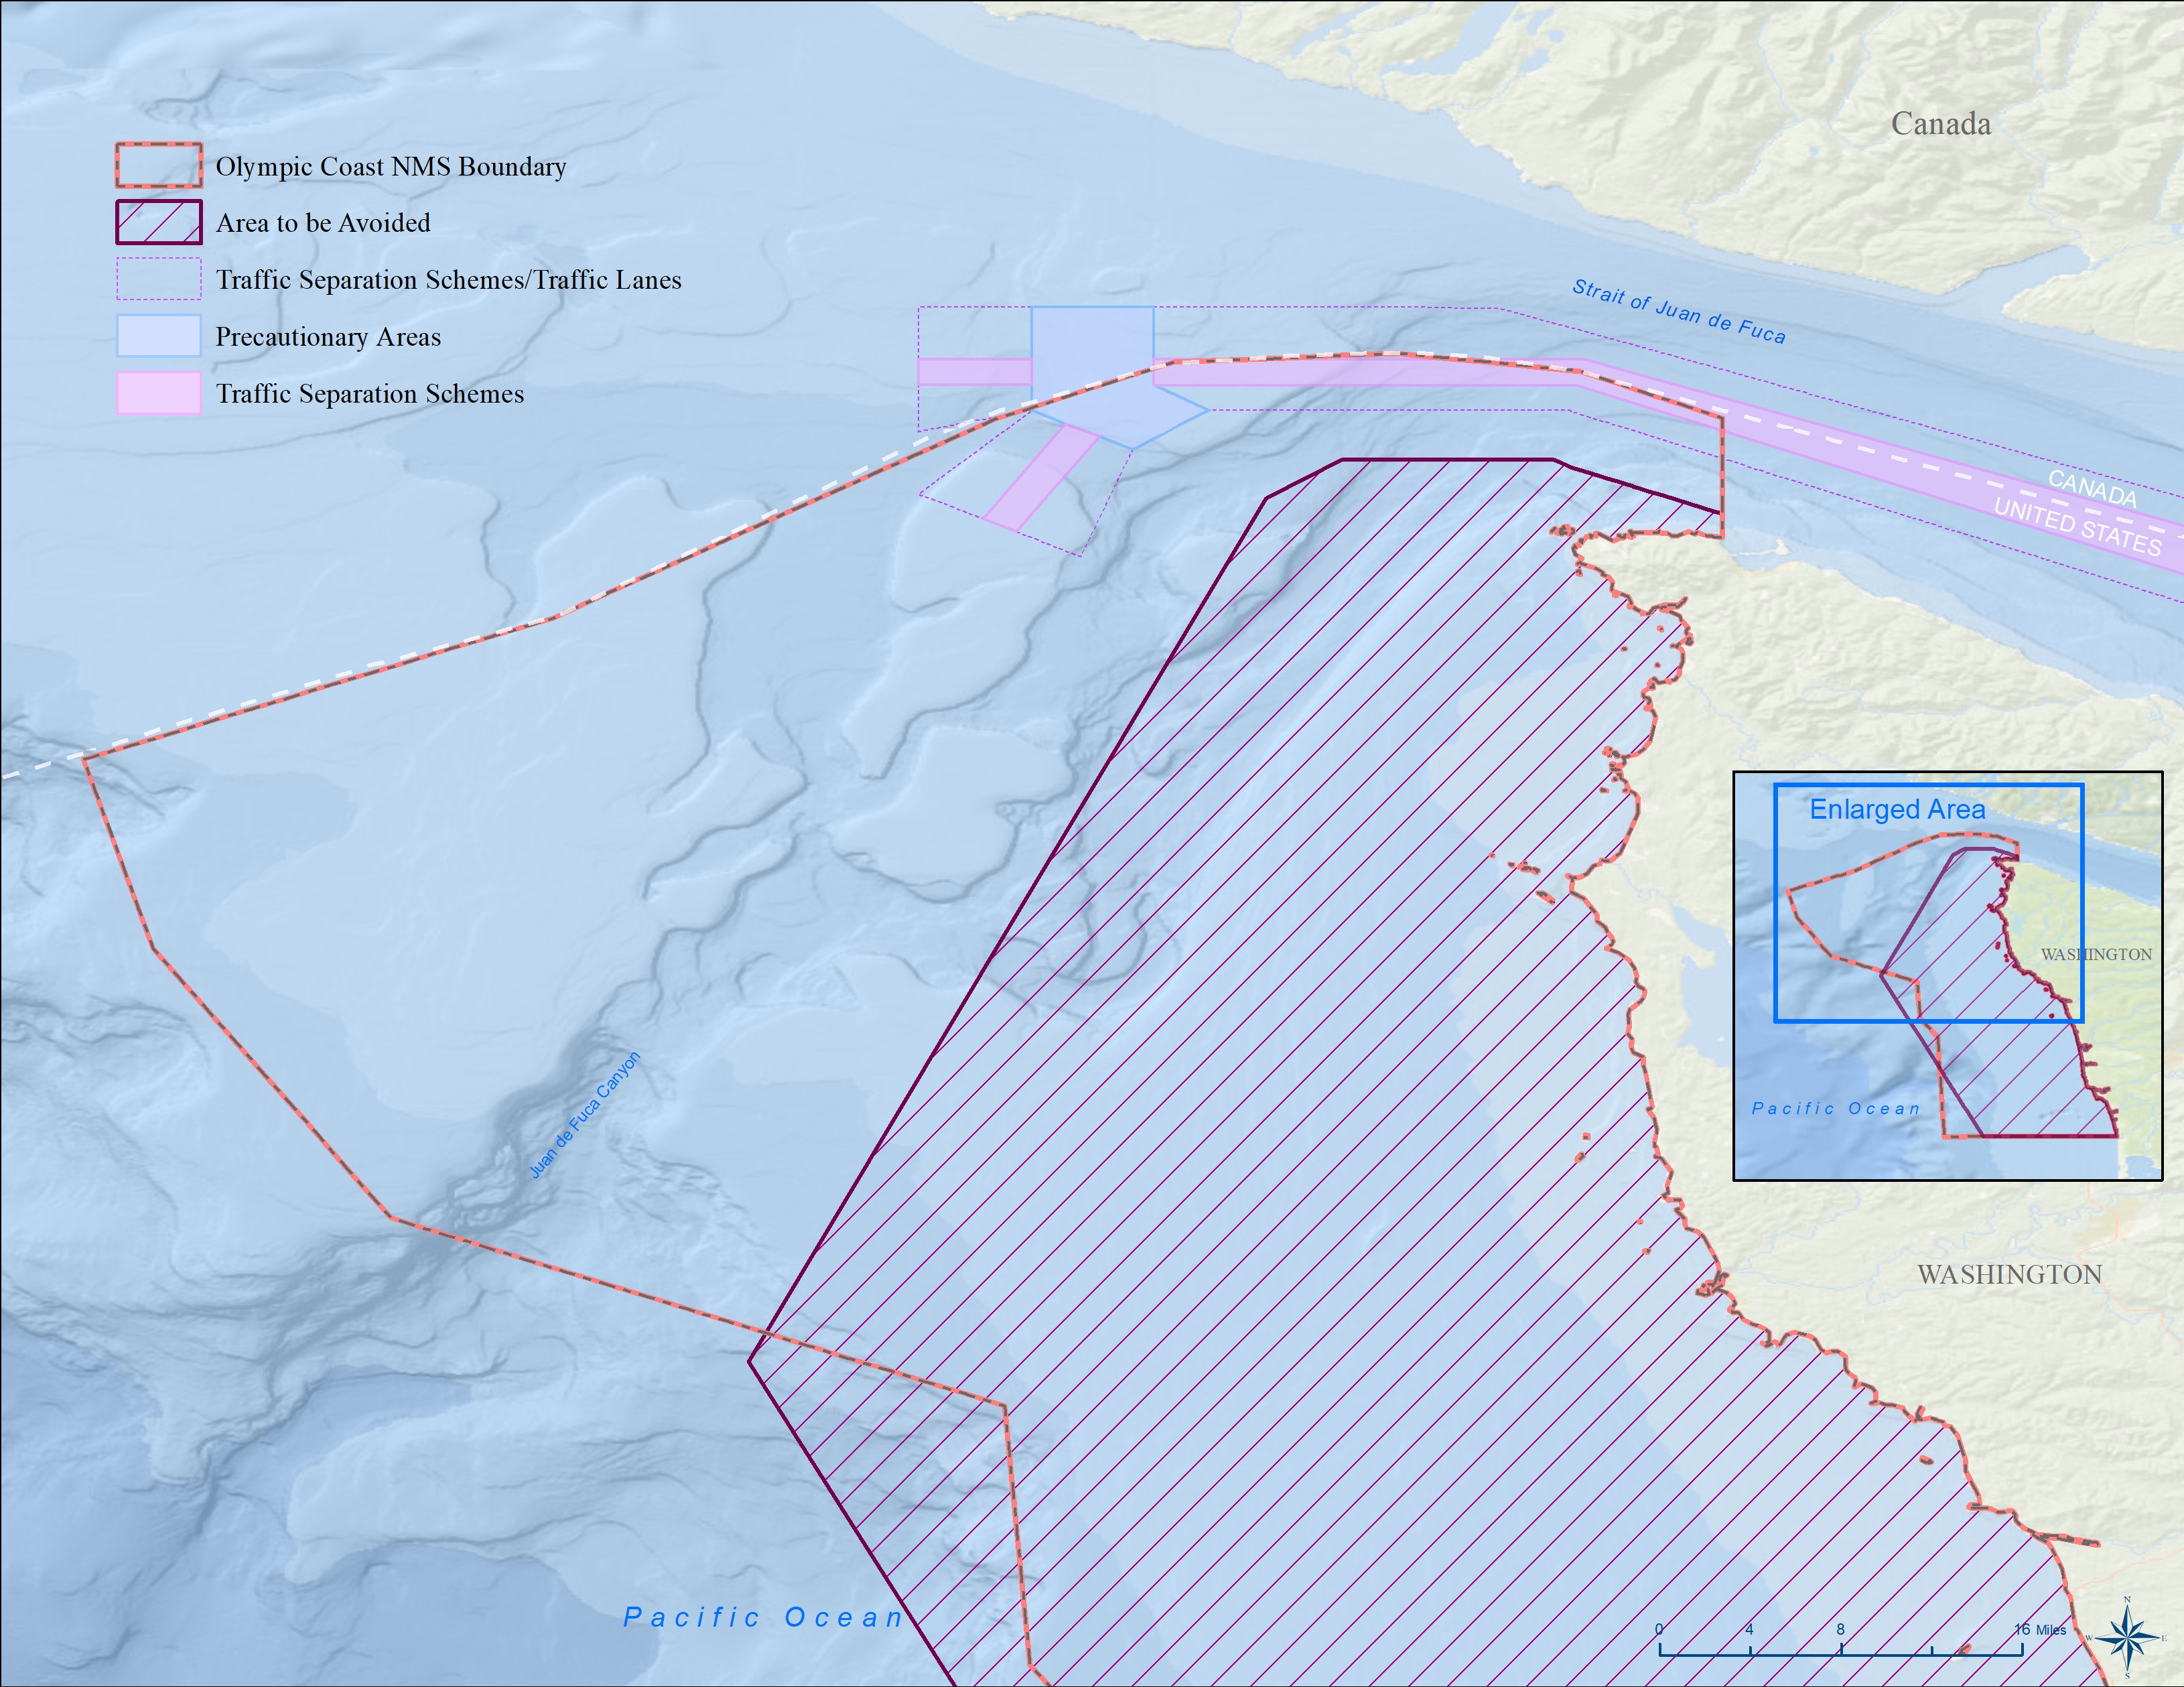 Canada
Olympic Coast NMS Boundary
Area to be Avoided
Traffic Separation Schemes/Traffic Lanes
Precautionary Areas
Traffic Separation Schemes
Strait of Juan de Fuca
CANADA
UNITED STATES
Enlarged Area
WASHINGTON
Pacific Ocean
Juan de Fuca Canyon
WASHINGTON
Pacific Ocean
0 4 8 16 Miles
N
W E
S